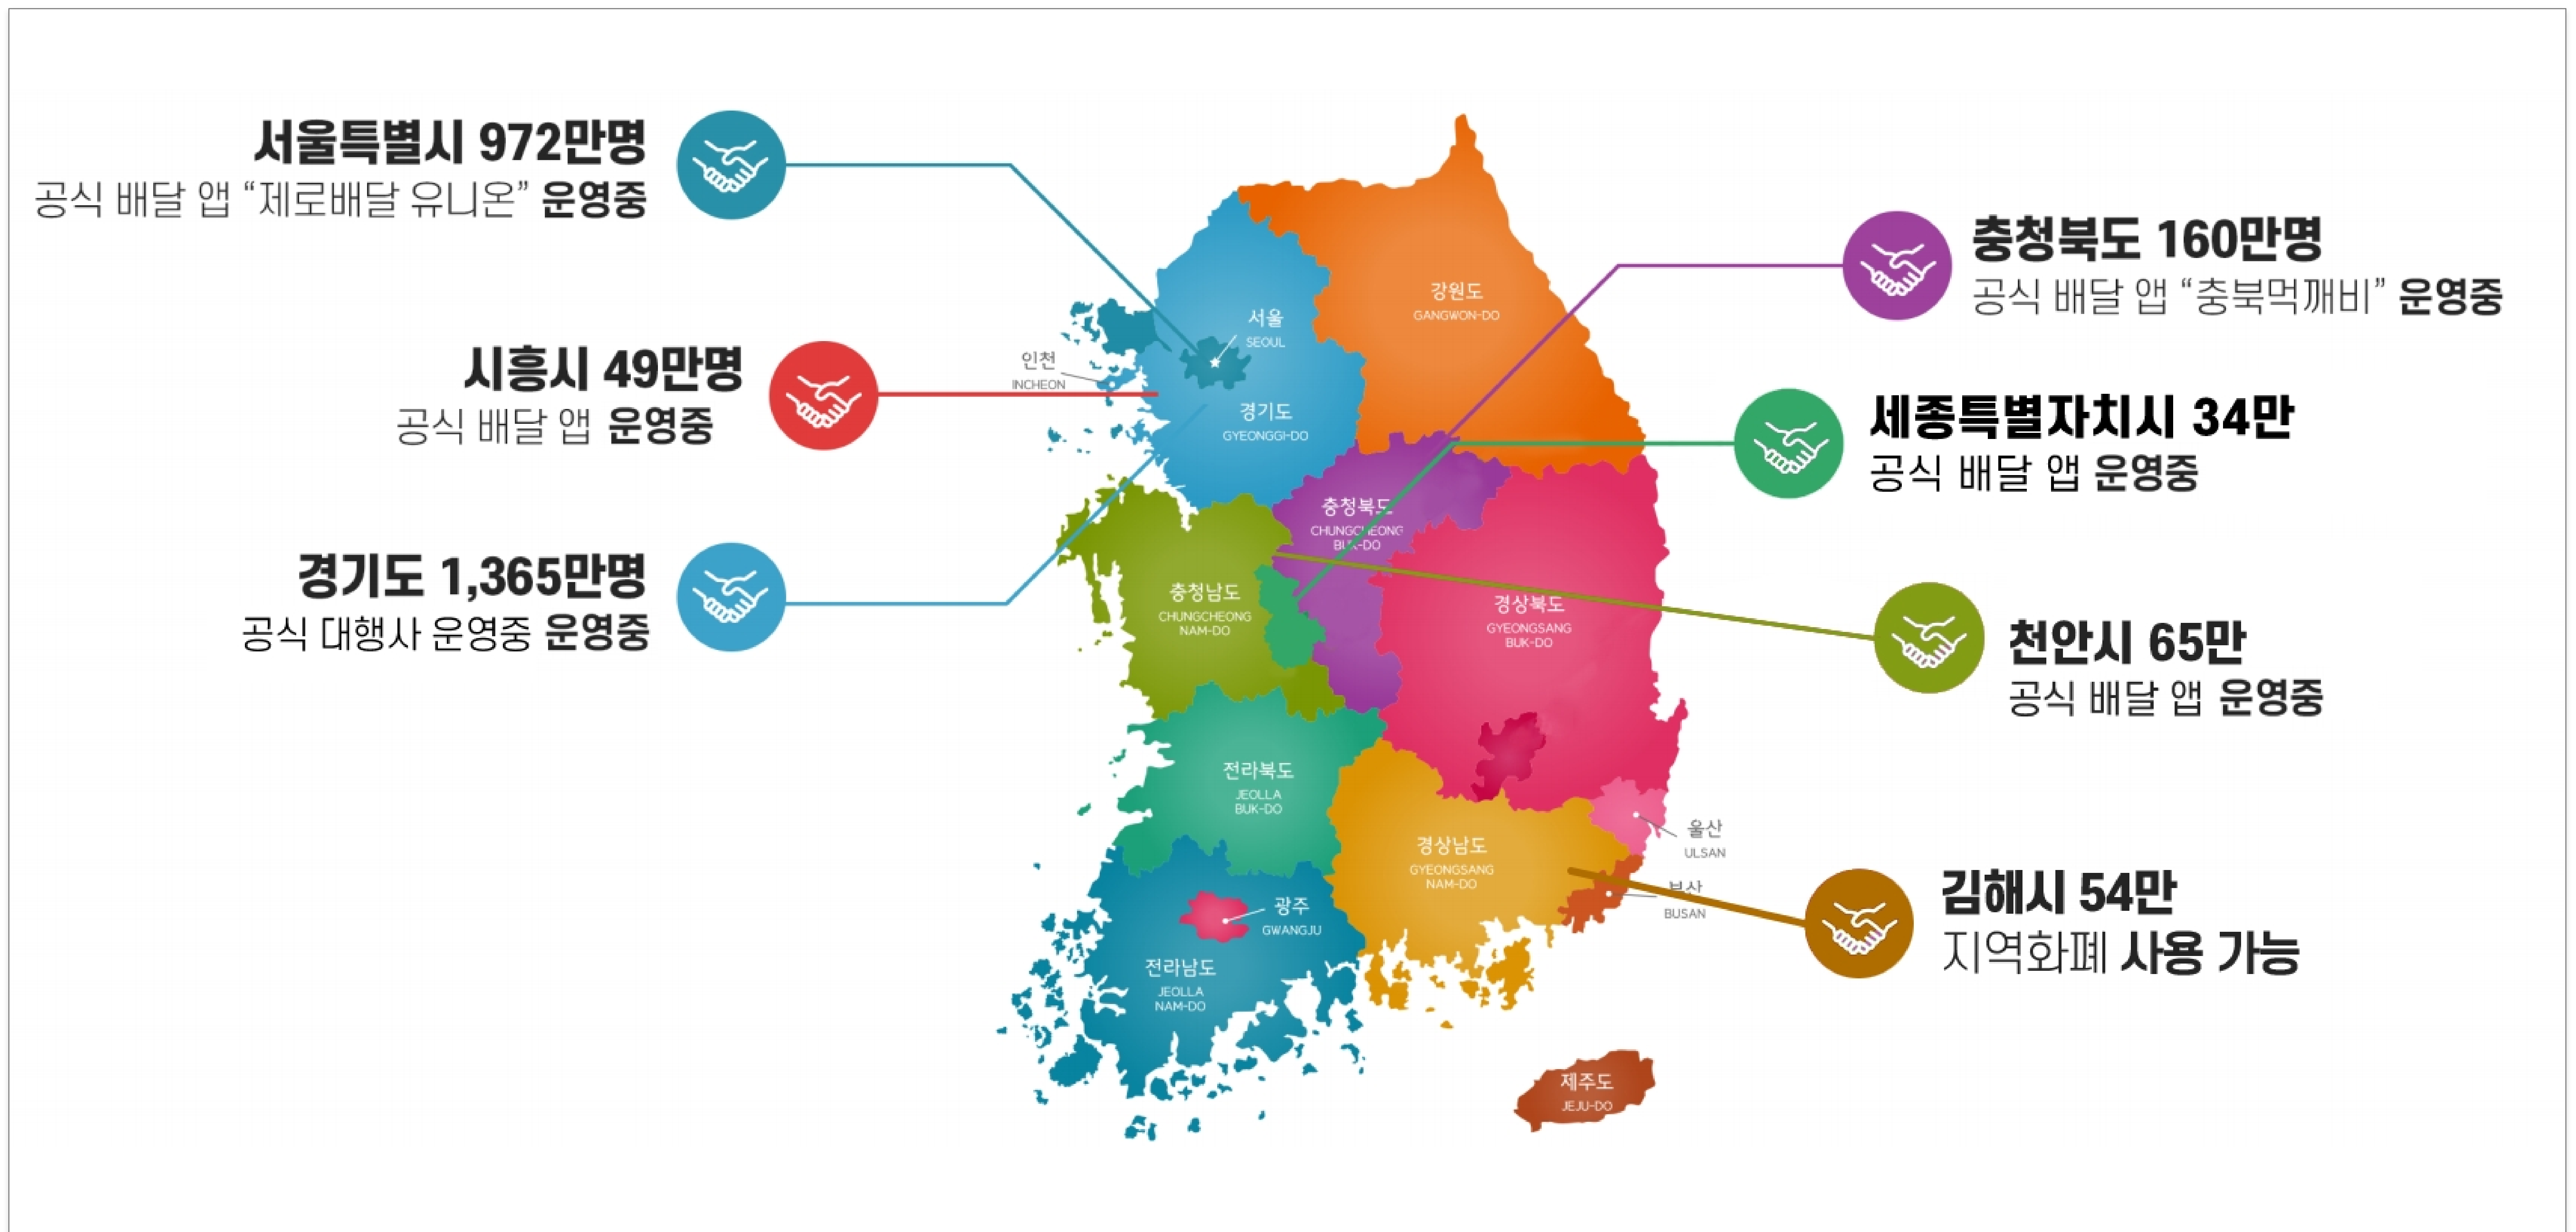 서울특별시 972만명
공식 배달 앱 “제로배달 유니온” 운영중
시흥시 49만명
공식 배달 앱 운영중
경기도 1,365만명
공식 대행사 운영중 운영중
강원도
GANGWON-DO
서울
SEOUL
인천
INCHEON
경기도
GYEONGGI-DO
충청북도
CHUNGCHEONG
BUK-DO
충청남도
CHUNGCHEONG
NAM-DO
경상북도
GYEONGSANG
BUK-DO
전라북도
JEOLLA
BUK-DO
경상남도
GYEONGSANG
NAM-DO
울산
ULSAN
부산
BUSAN
광주
GWANGJU
전라남도
JEOLLA
NAM-DO
제주도
JEJU-DO
충청북도 160만명
공식 배달 앱 “충북먹깨비” 운영중
세종특별자치시 34만
공식 배달 앱 운영중
천안시 65만
공식 배달 앱 운영중
김해시 54만
지역화폐 사용 가능